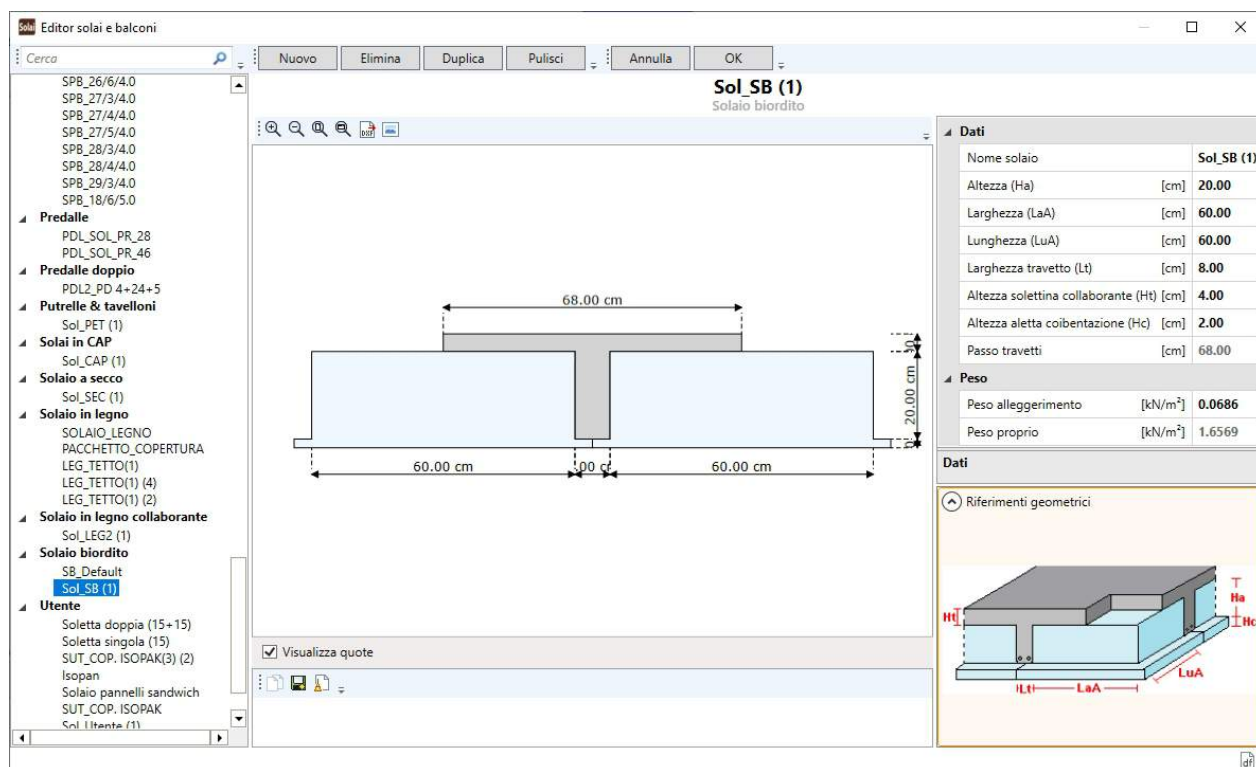 Solai Editor solai e balconi
Cerca
Nuovo Elimina Duplica Pulisci Annulla OK
SPB_26/6/4.0
SPB_27/3/4.0
SPB_27/4/4.0
SPB_27/5/4.0
SPB_28/3/4.0
SPB_28/4/4.0
SPB_29/3/4.0
SPB_18/6/5.0
Predalle
PDL_SOL_PR_28
PDL_SOL_PR_46
Predalle doppio
PDL2_PD 4+24+5
Putrelle & tavelloni
Sol_PET (1)
Solai in CAP
Sol_CAP (1)
Solaio a secco
Sol_SEC (1)
Solaio in legno
SOLAIO_LEGNO
PACCHETTO_COPERTURA
LEG_TETTO(1)
LEG_TETTO(1) (4)
LEG_TETTO(1) (2)
Solaio in legno collaborante
Sol_LEG2 (1)
Solaio biordito
SB_Default
Sol_SB (1)
Utente
Soletta doppia (15+15)
Soletta singola (15)
SUT_COP. ISOPAK(3) (2)
Isopan
Solaio pannelli sandwich
SUT_COP. ISOPAK
Sol_Utente (1)
Sol_SB (1)
Solaio biordito
DXF
68.00 cm
20.00 cm
60.00 cm
60.00 cm
Visualizza quote
Dati
Nome solaio Sol_SB (1)
Altezza (Ha) [cm] 20.00
Larghezza (LaA) [cm] 60.00
Lunghezza (LuA) [cm] 60.00
Larghezza travetto (Lt) [cm] 8.00
Altezza solettina collaborante (Ht) [cm] 4.00
Altezza aletta coibentazione (Hc) [cm] 2.00
Passo travetti [cm] 68.00
Peso
Peso alleggerimento [kN/m²] 0.0686
Peso proprio [kN/m²] 1.6569
Dati
Riferimenti geometrici
Ht
Ha
Hc
LuA
Lt
LaA